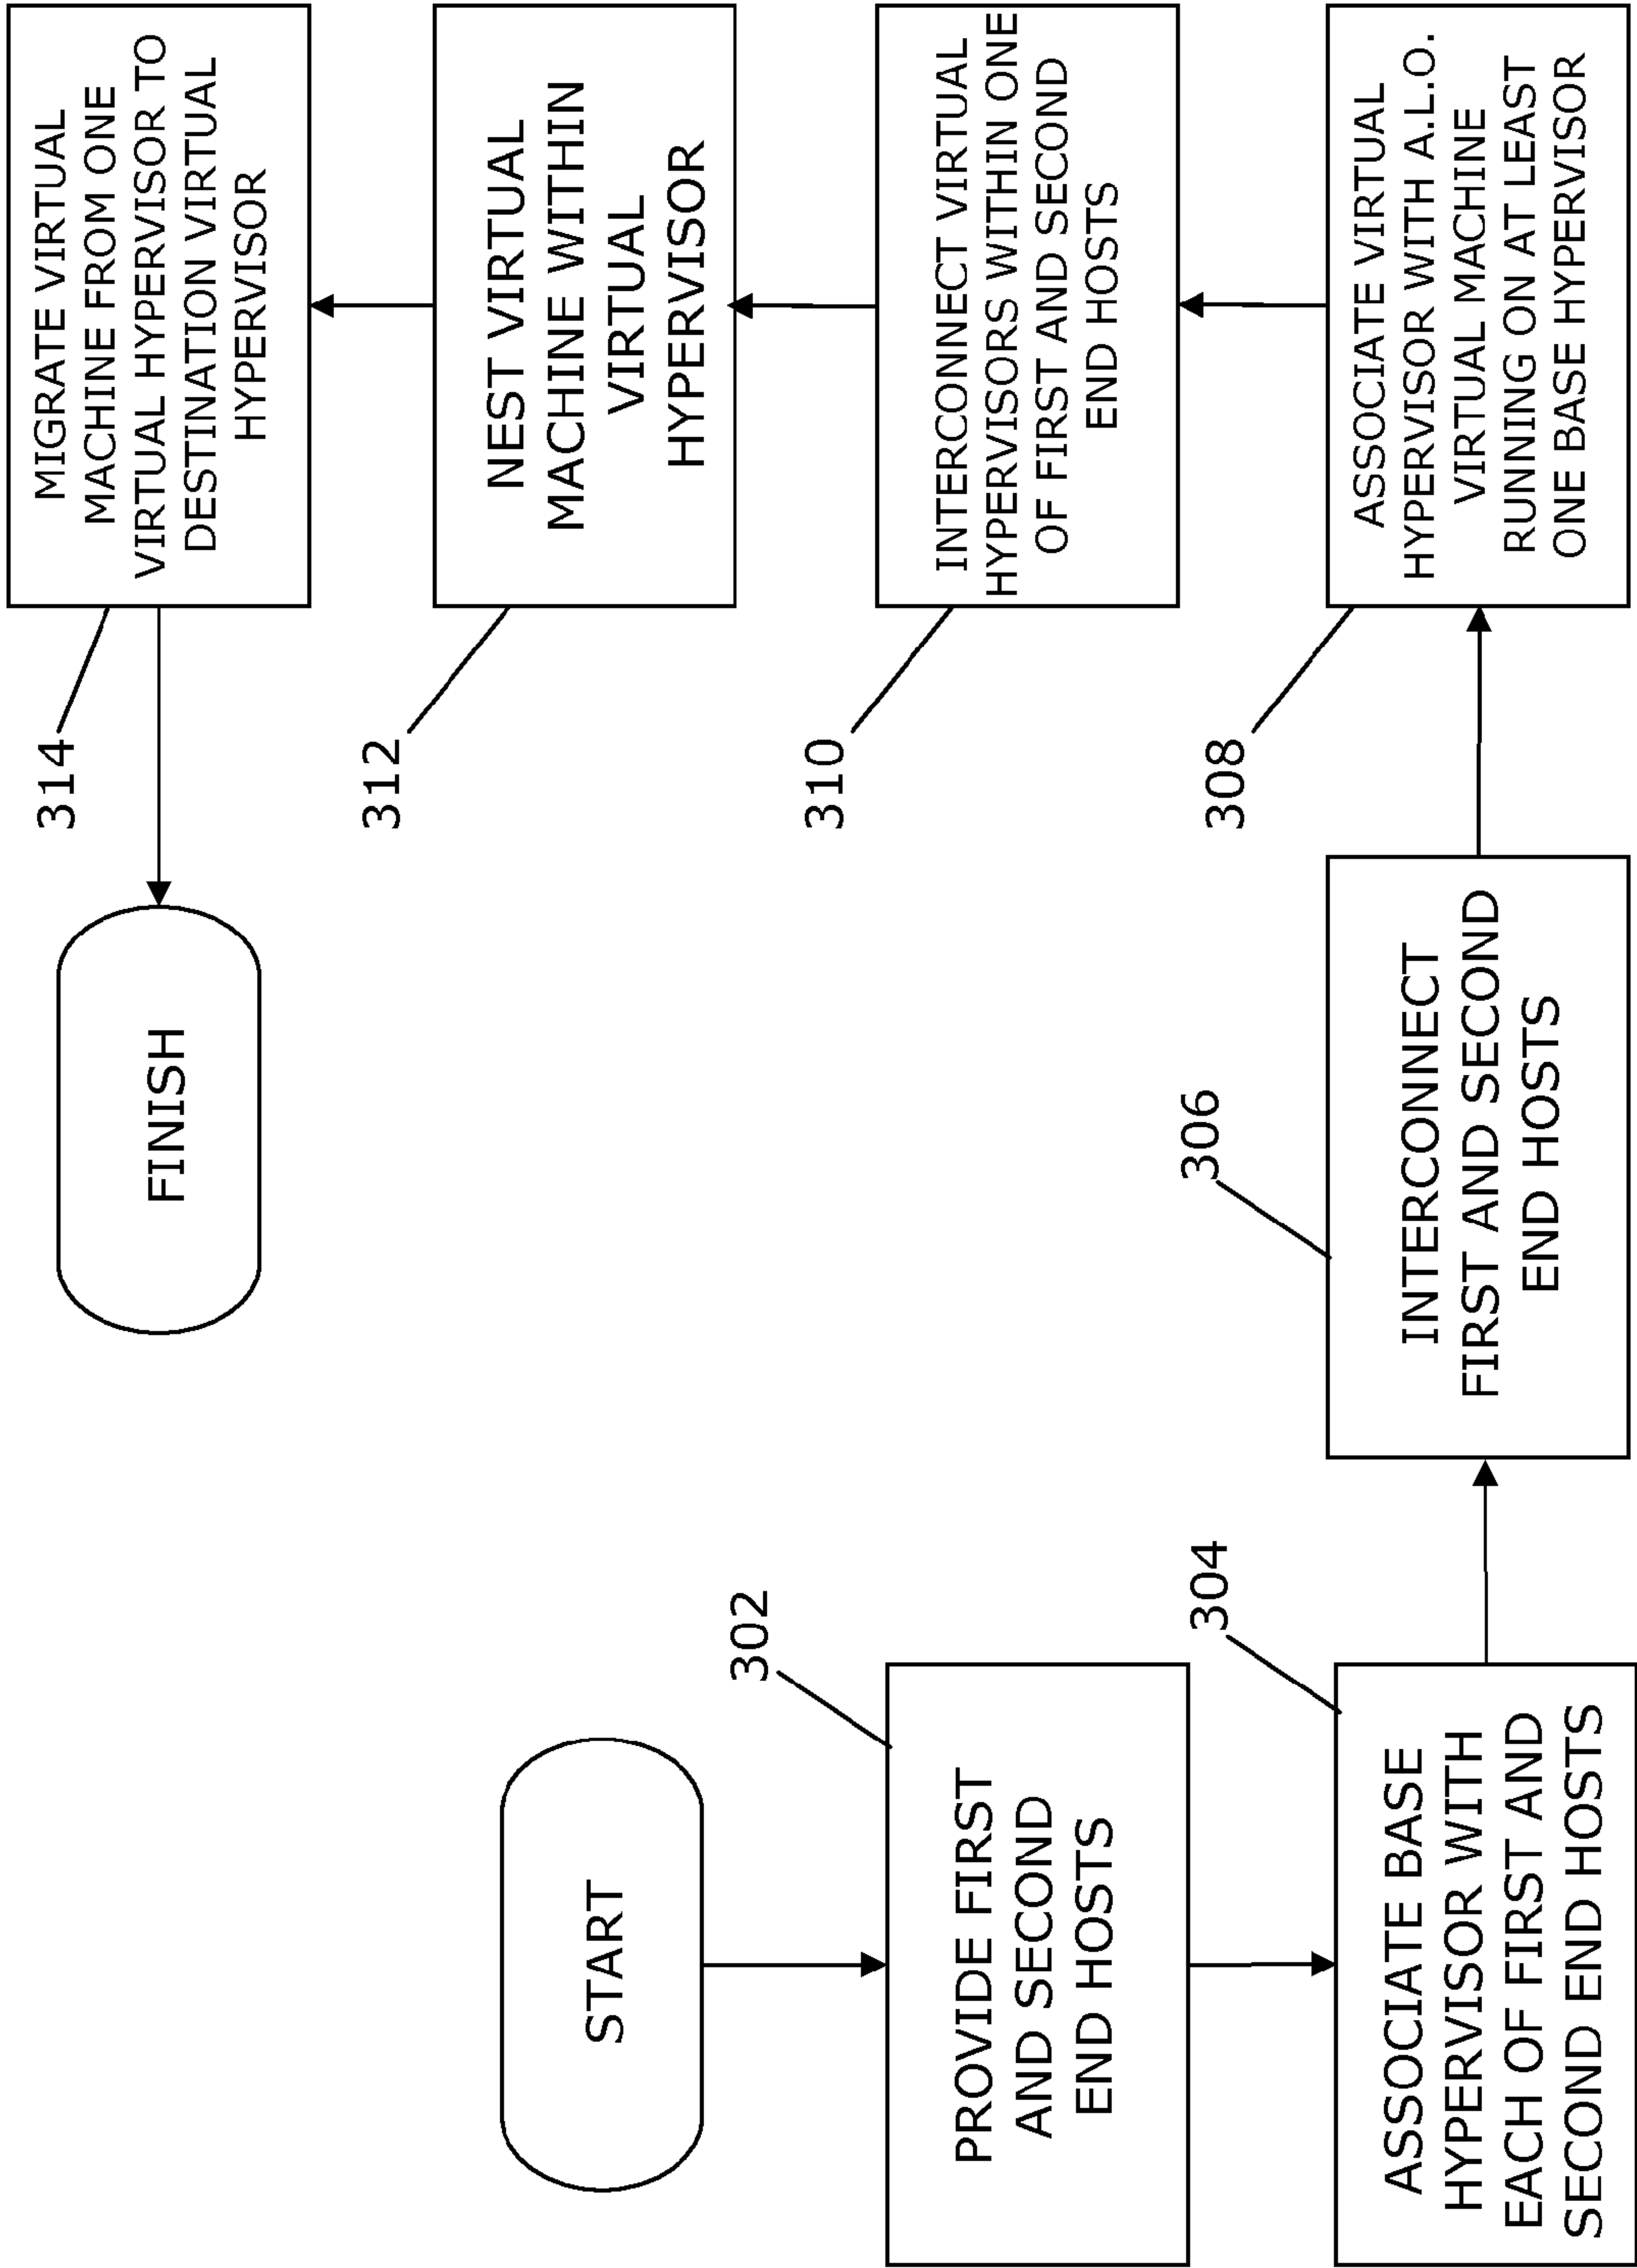 START
302
PROVIDE FIRST
AND SECOND
END HOSTS
304
ASSOCIATE BASE
HYPERVISOR WITH
EACH OF FIRST AND
SECOND END HOSTS
306
INTERCONNECT
FIRST AND SECOND
END HOSTS
308
ASSOCIATE VIRTUAL
HYPERVISOR WITH A.L.O.
VIRTUAL MACHINE
RUNNING ON AT LEAST
ONE BASE HYPERVISOR
310
INTERCONNECT VIRTUAL
HYPERVISORS WITHIN ONE
OF FIRST AND SECOND
END HOSTS
312
NEST VIRTUAL
MACHINE WITHIN
VIRTUAL
HYPERVISOR
314
MIGRATE VIRTUAL
MACHINE FROM ONE
VIRTUAL HYPERVISOR TO
DESTINATION VIRTUAL
HYPERVISOR
FINISH